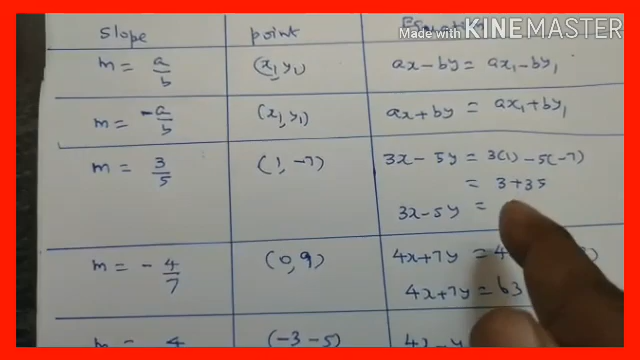 Made with KINEMASTER
slope point
m = a/b (x₁, y₁) ax - by = ax₁ - by₁
m = -a/b (x₁, y₁) ax + by = ax₁ + by₁
m = 3/5 (1, -7) 3x - 5y = 3(1) - 5(-7)
= 3 + 35
3x - 5y =
m = - 4/7 (0, 9) 4x + 7y = 4
4x + 7y = 63
m = 4 (-3 - 5) 4x - y